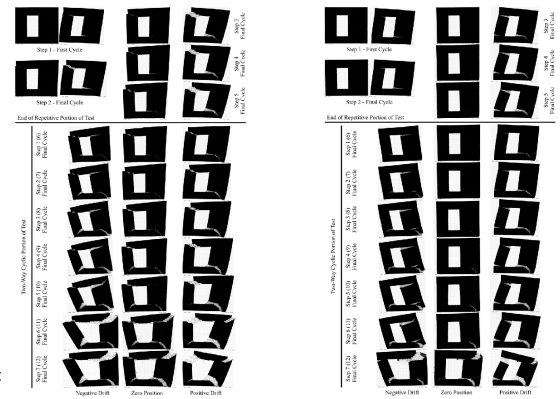 Step 1 - First Cycle
Step 2 - Final Cycle
Step 3
Final Cycle
Step 4
Final Cycle
Step 5
Final Cycle
End of Repetitive Portion of Test
Two-Way Cyclic Portion of Test
Step 1 (6)
Final Cycle
Step 2 (7)
Final Cycle
Step 3 (8)
Final Cycle
Step 4 (9)
Final Cycle
Step 5 (10)
Final Cycle
Step 6 (11)
Final Cycle
Step 7 (12)
Final Cycle
Negative Drift
Zero Position
Positive Drift
Step 1 - First Cycle
Step 2 - Final Cycle
Step 3
Final Cycle
Step 4
Final Cycle
Step 5
Final Cycle
End of Repetitive Portion of Test
Two-Way Cyclic Portion of Test
Step 1 (6)
Final Cycle
Step 2 (7)
Final Cycle
Step 3 (8)
Final Cycle
Step 4 (9)
Final Cycle
Step 5 (10)
Final Cycle
Step 6 (11)
Final Cycle
Step 7 (12)
Final Cycle
Negative Drift
Zero Position
Positive Drift